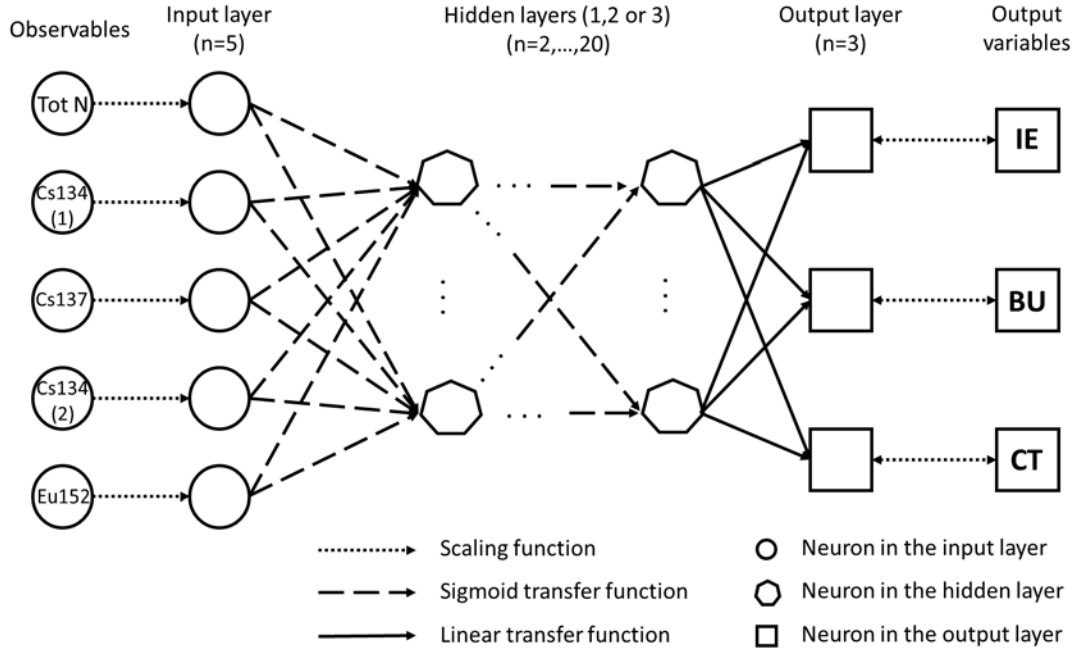 Observables
Input layer
(n=5)
Hidden layers (1,2 or 3)
(n=2,...,20)
Output layer
(n=3)
Output
variables
Tot N
Cs134
(1)
Cs137
Cs134
(2)
Eu152
IE
BU
CT
Scaling function
Sigmoid transfer function
Linear transfer function
Neuron in the input layer
Neuron in the hidden layer
Neuron in the output layer